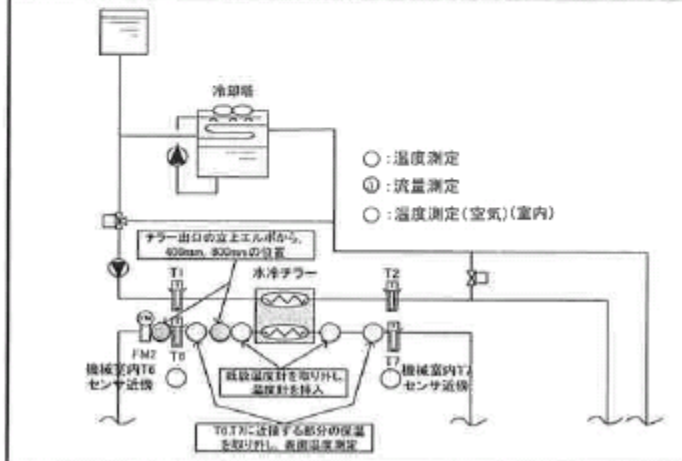 冷却塔
○:温度測定
:流量測定
○:温度測定(空気)(室内)
チラー出口の立上エルボから、
400mm、800mmの位置
水冷チラー
T1
T2
FM2
T6
T7
機械室内T6
センサ近傍
機械室内T7
センサ近傍
既設温度計を取り外し、
温度計を挿入
T6,T7に近接する部分の保温
を取り外し、表面温度測定